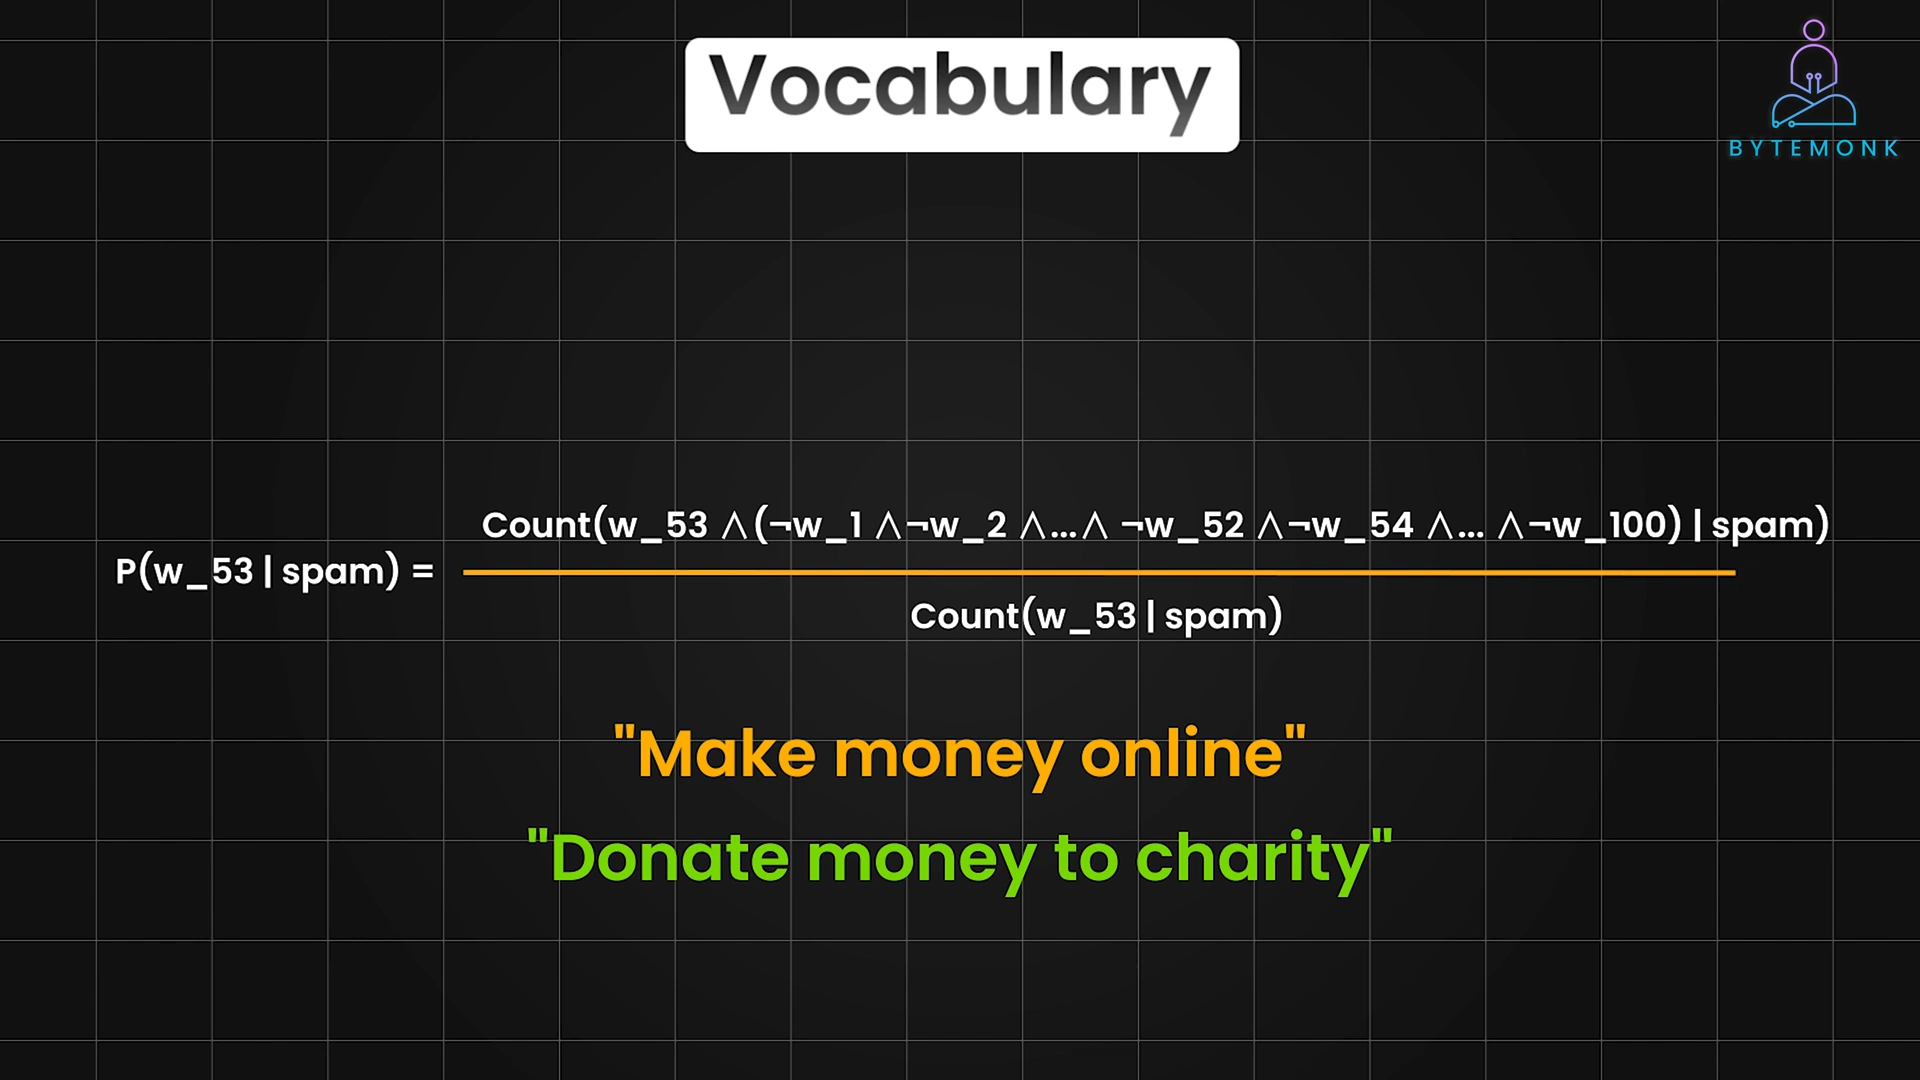 Vocabulary
BYTEMONK
Count(w_53 ∧(¬w_1 ∧¬w_2 ∧...∧ ¬w_52 ∧¬w_54 ∧... ∧¬w_100) | spam)
P(w_53 | spam) =
Count(w_53 | spam)
"Make money online"
"Donate money to charity"